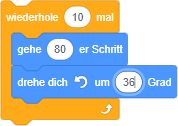 wiederhole 10 mal
gehe 80 er Schritt
drehe dich um 36 Grad